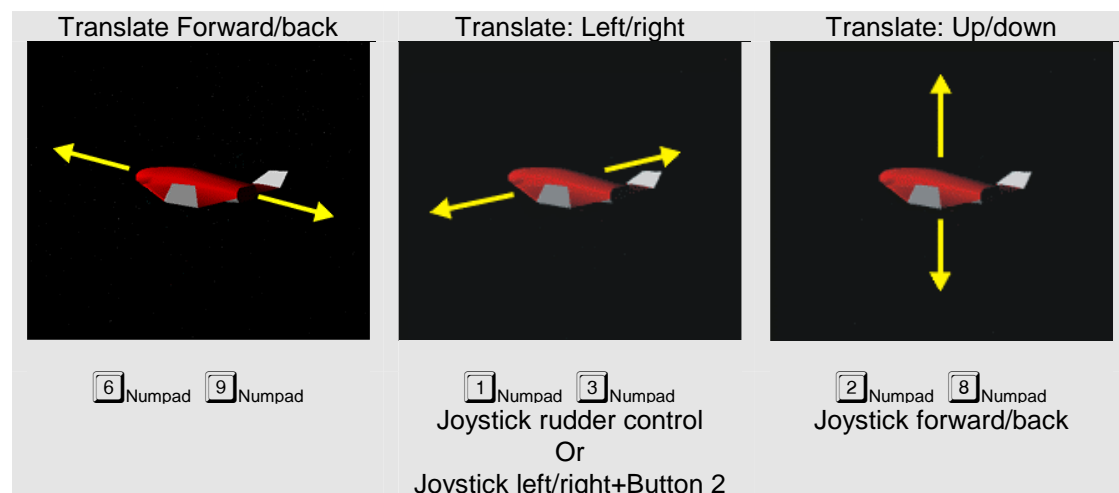 Translate Forward/back
Translate: Left/right
Translate: Up/down
6 Numpad 9 Numpad
1 Numpad 3 Numpad
Joystick rudder control
Or
Joystick left/right+Button 2
2 Numpad 8 Numpad
Joystick forward/back